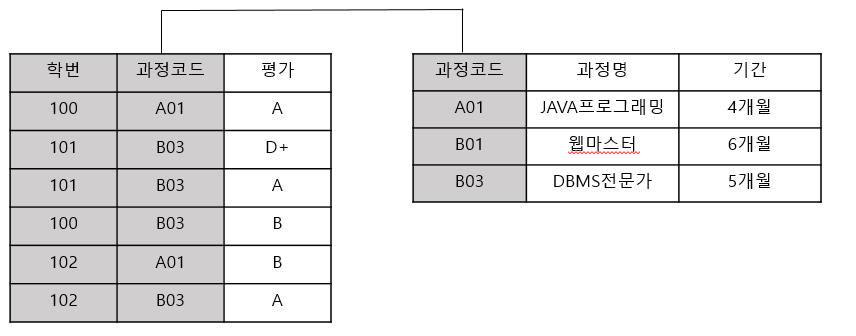 학번 과정코드 평가
100 A01 A
101 B03 D+
101 B03 A
100 B03 B
102 A01 B
102 B03 A
과정코드 과정명 기간
A01 JAVA프로그래밍 4개월
B01 웹마스터 6개월
B03 DBMS전문가 5개월